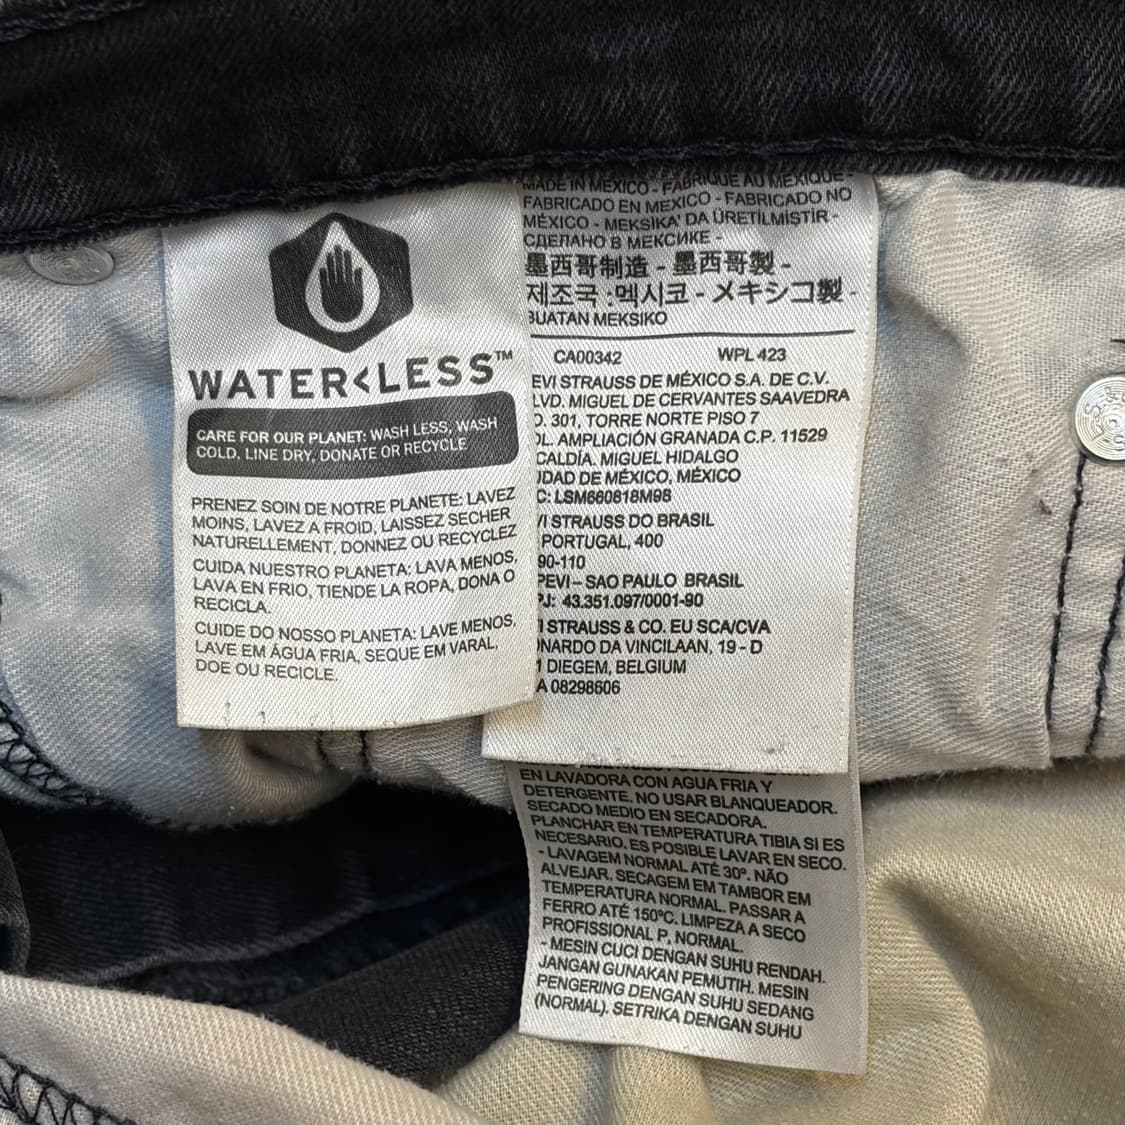 WATER<LESS™
CARE FOR OUR PLANET: WASH LESS, WASH
COLD, LINE DRY, DONATE OR RECYCLE
PRENEZ SOIN DE NOTRE PLANETE: LAVEZ
MOINS, LAVEZ A FROID, LAISSEZ SECHER
NATURELLEMENT, DONNEZ OU RECYCLEZ
CUIDA NUESTRO PLANETA: LAVA MENOS,
LAVA EN FRIO, TIENDE LA ROPA, DONA O
RECICLA.
CUIDE DO NOSSO PLANETA: LAVE MENOS,
LAVE EM ÁGUA FRIA, SEQUE EM VARAL,
DOE OU RECICLE.
MADE IN MEXICO - FABRIQUE AU MEXIQUE -
FABRICADO EN MEXICO - FABRICADO NO
MÉXICO - MEKSİKA' DA ÜRETİLMİŞTİR -
СДЕЛАНО В МЕКСИКЕ -
墨西哥制造 - 墨西哥製 -
제조국 :멕시코 - メキシコ製 -
BUATAN MEKSIKO
CA00342 WPL 423
EVI STRAUSS DE MÉXICO S.A. DE C.V.
LVD. MIGUEL DE CERVANTES SAAVEDRA
O. 301, TORRE NORTE PISO 7
OL. AMPLIACIÓN GRANADA C.P. 11529
CALDÍA. MIGUEL HIDALGO
UDAD DE MÉXICO, MÉXICO
C: LSM660818M98
VI STRAUSS DO BRASIL
PORTUGAL, 400
90-110
PEVI – SAO PAULO BRASIL
PJ: 43.351.097/0001-90
I STRAUSS & CO. EU SCA/CVA
ONARDO DA VINCILAAN, 19 - D
1 DIEGEM, BELGIUM
A 08298606
EN LAVADORA CON AGUA FRIA Y
DETERGENTE. NO USAR BLANQUEADOR.
SECADO MEDIO EN SECADORA.
PLANCHAR EN TEMPERATURA TIBIA SI ES
NECESARIO. ES POSIBLE LAVAR EN SECO.
- LAVAGEM NORMAL ATÉ 30º. NÃO
ALVEJAR. SECAGEM EM TAMBOR EM
TEMPERATURA NORMAL. PASSAR A
FERRO ATÉ 150ºC. LIMPEZA A SECO
PROFISSIONAL P, NORMAL.
- MESIN CUCI DENGAN SUHU RENDAH.
JANGAN GUNAKAN PEMUTIH. MESIN
PENGERING DENGAN SUHU SEDANG
(NORMAL). SETRIKA DENGAN SUHU